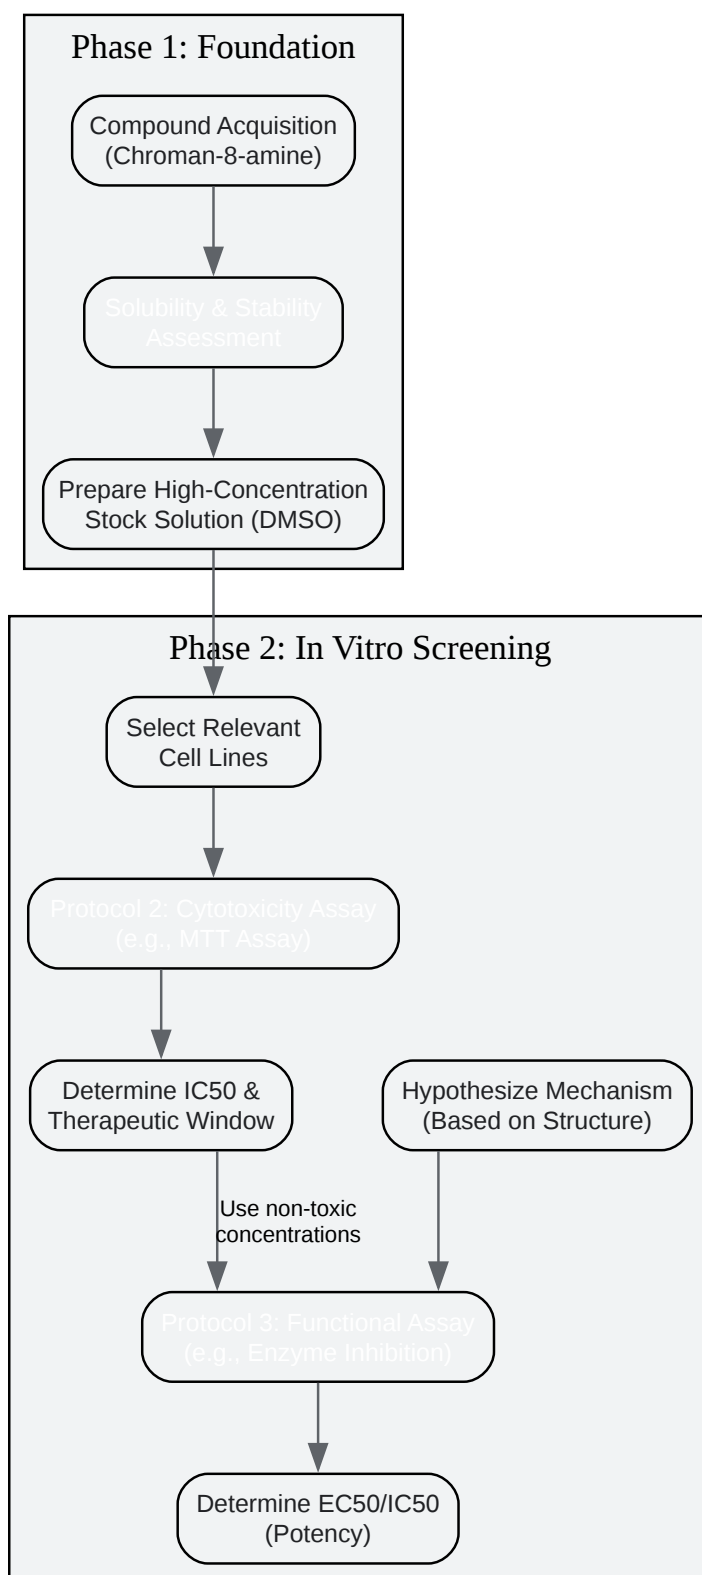 Phase 1: Foundation
Compound Acquisition
(Chroman-8-amine)
Solubility & Stability
Assessment
Prepare High-Concentration
Stock Solution (DMSO)
Phase 2: In Vitro Screening
Select Relevant
Cell Lines
Protocol 2: Cytotoxicity Assay
(e.g., MTT Assay)
Determine IC50 &
Therapeutic Window
Hypothesize Mechanism
(Based on Structure)
Use non-toxic
concentrations
Protocol 3: Functional Assay
(e.g., Enzyme Inhibition)
Determine EC50/IC50
(Potency)